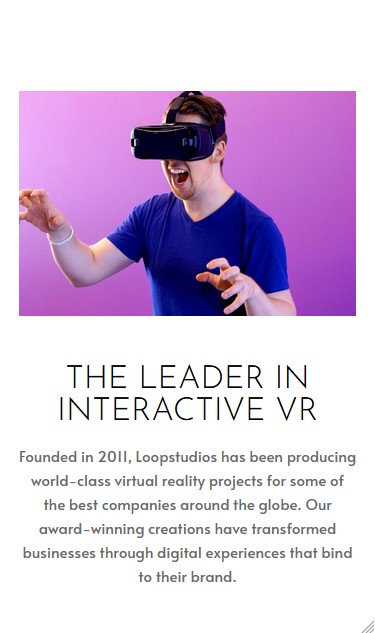 THE LEADER IN
INTERACTIVE VR
Founded in 2011, Loopstudios has been producing
world-class virtual reality projects for some of
the best companies around the globe. Our
award-winning creations have transformed
businesses through digital experiences that bind
to their brand.